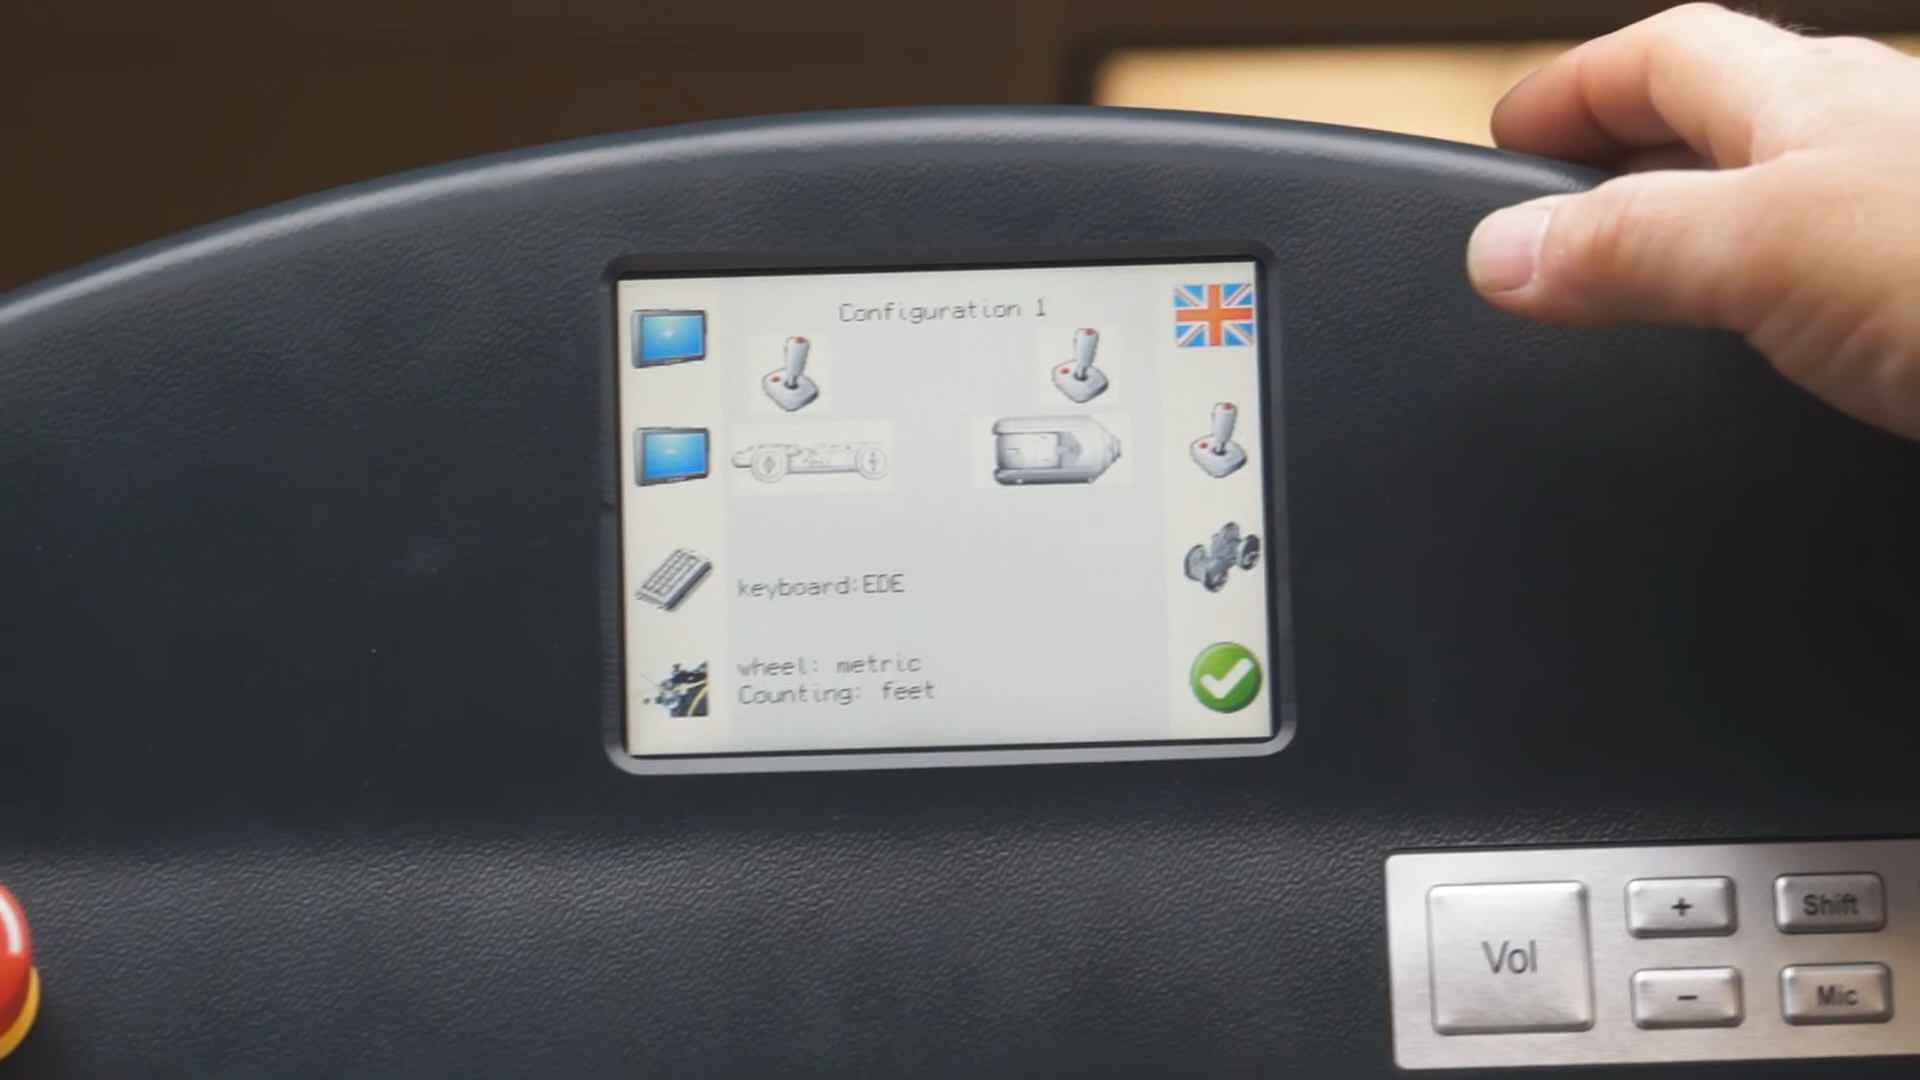 Configuration 1
keyboard:EDE
wheel: metric
Counting: feet
Vol
+
Shift
−
Mic